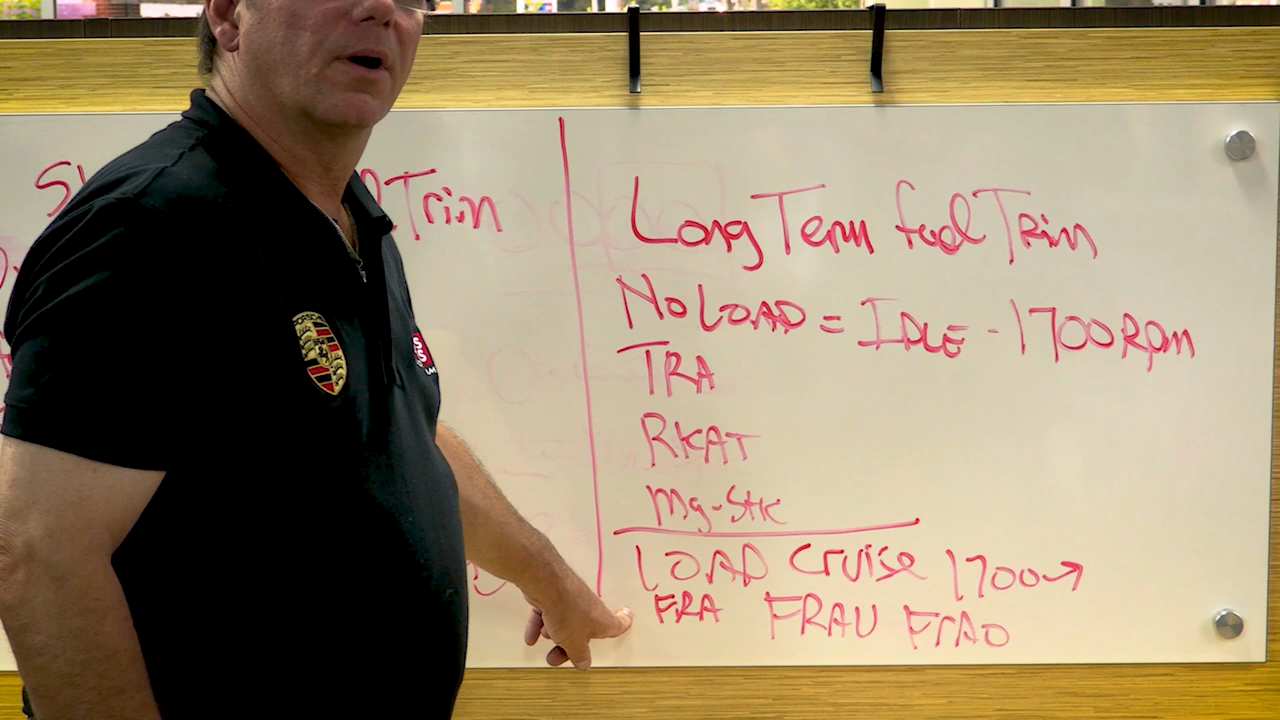 Trim
Long Term fuel Trim
No LOAD = IDLE - 1700 Rpm
TRA
RKAT
Mg-Stk
LOAD Cruise 1700→
FRA FRAU FRAO
PORSCHE